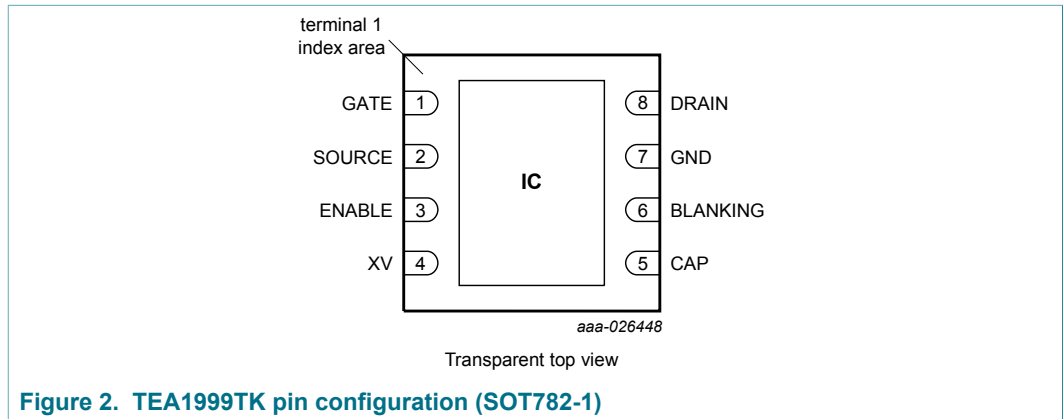 terminal 1
index area
GATE 1
8 DRAIN
SOURCE 2
7 GND
IC
ENABLE 3
6 BLANKING
XV 4
5 CAP
aaa-026448
Transparent top view
Figure 2. TEA1999TK pin configuration (SOT782-1)